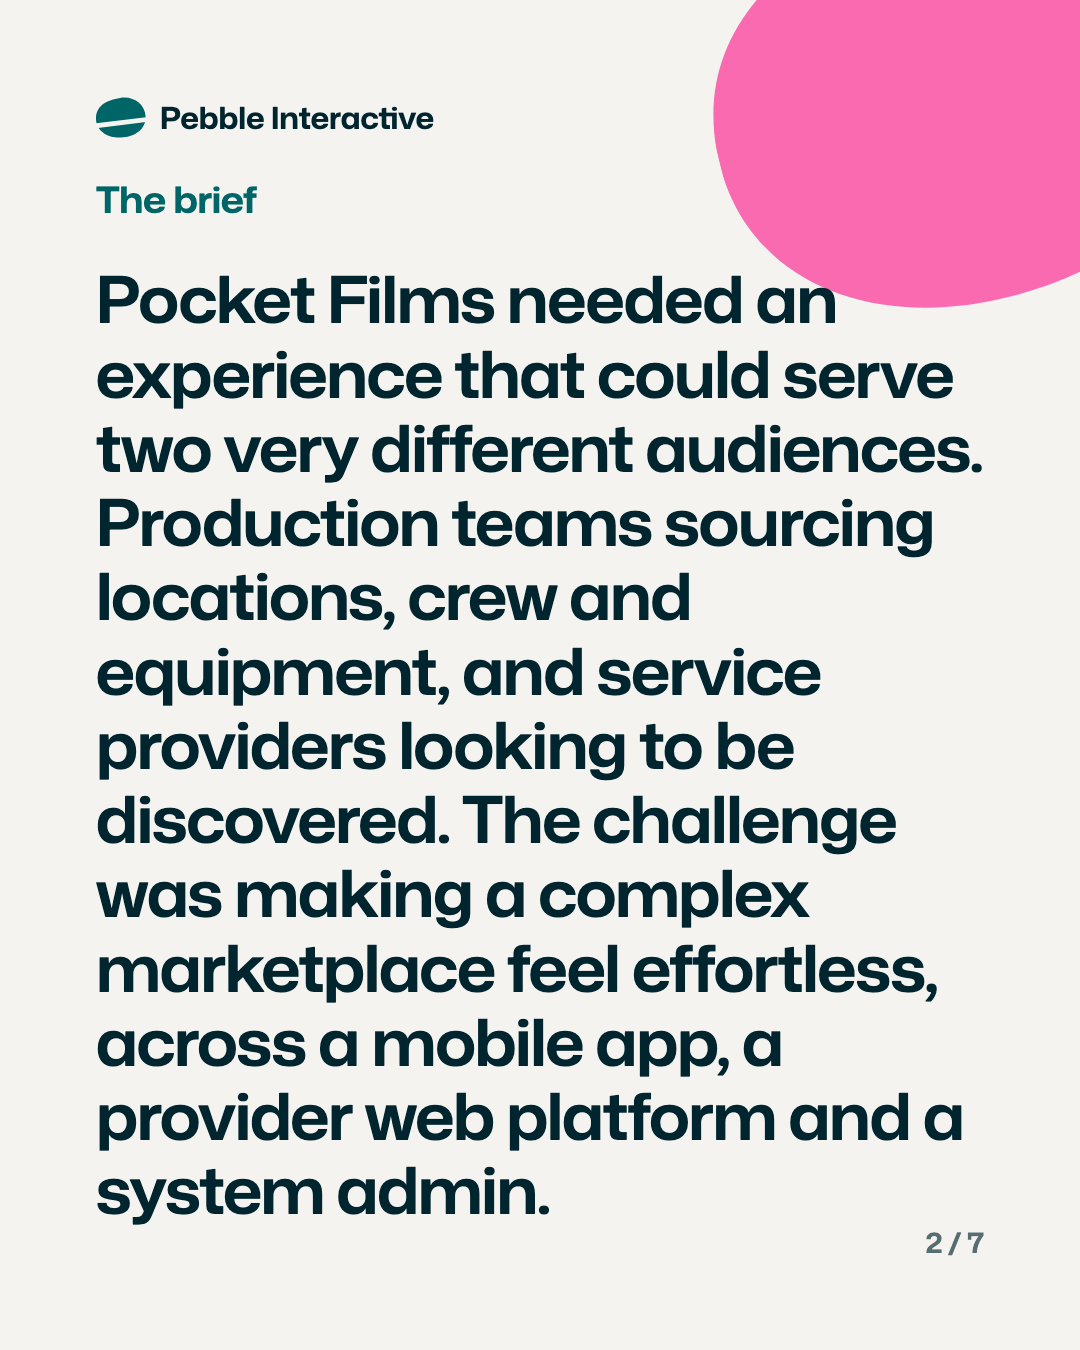 Pebble Interactive
The brief
Pocket Films needed an
experience that could serve
two very different audiences.
Production teams sourcing
locations, crew and
equipment, and service
providers looking to be
discovered. The challenge
was making a complex
marketplace feel effortless,
across a mobile app, a
provider web platform and a
system admin.
2 / 7